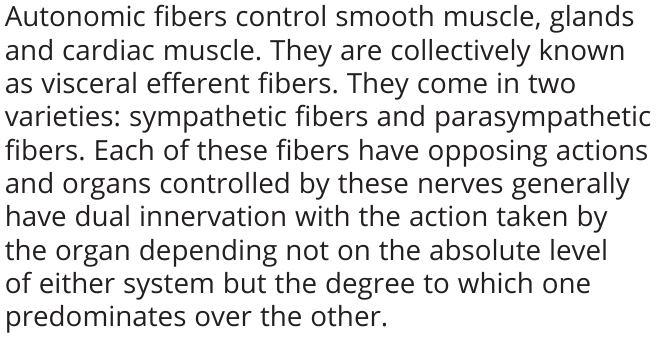 Autonomic fibers control smooth muscle, glands
and cardiac muscle. They are collectively known
as visceral efferent fibers. They come in two
varieties: sympathetic fibers and parasympathetic
fibers. Each of these fibers have opposing actions
and organs controlled by these nerves generally
have dual innervation with the action taken by
the organ depending not on the absolute level
of either system but the degree to which one
predominates over the other.